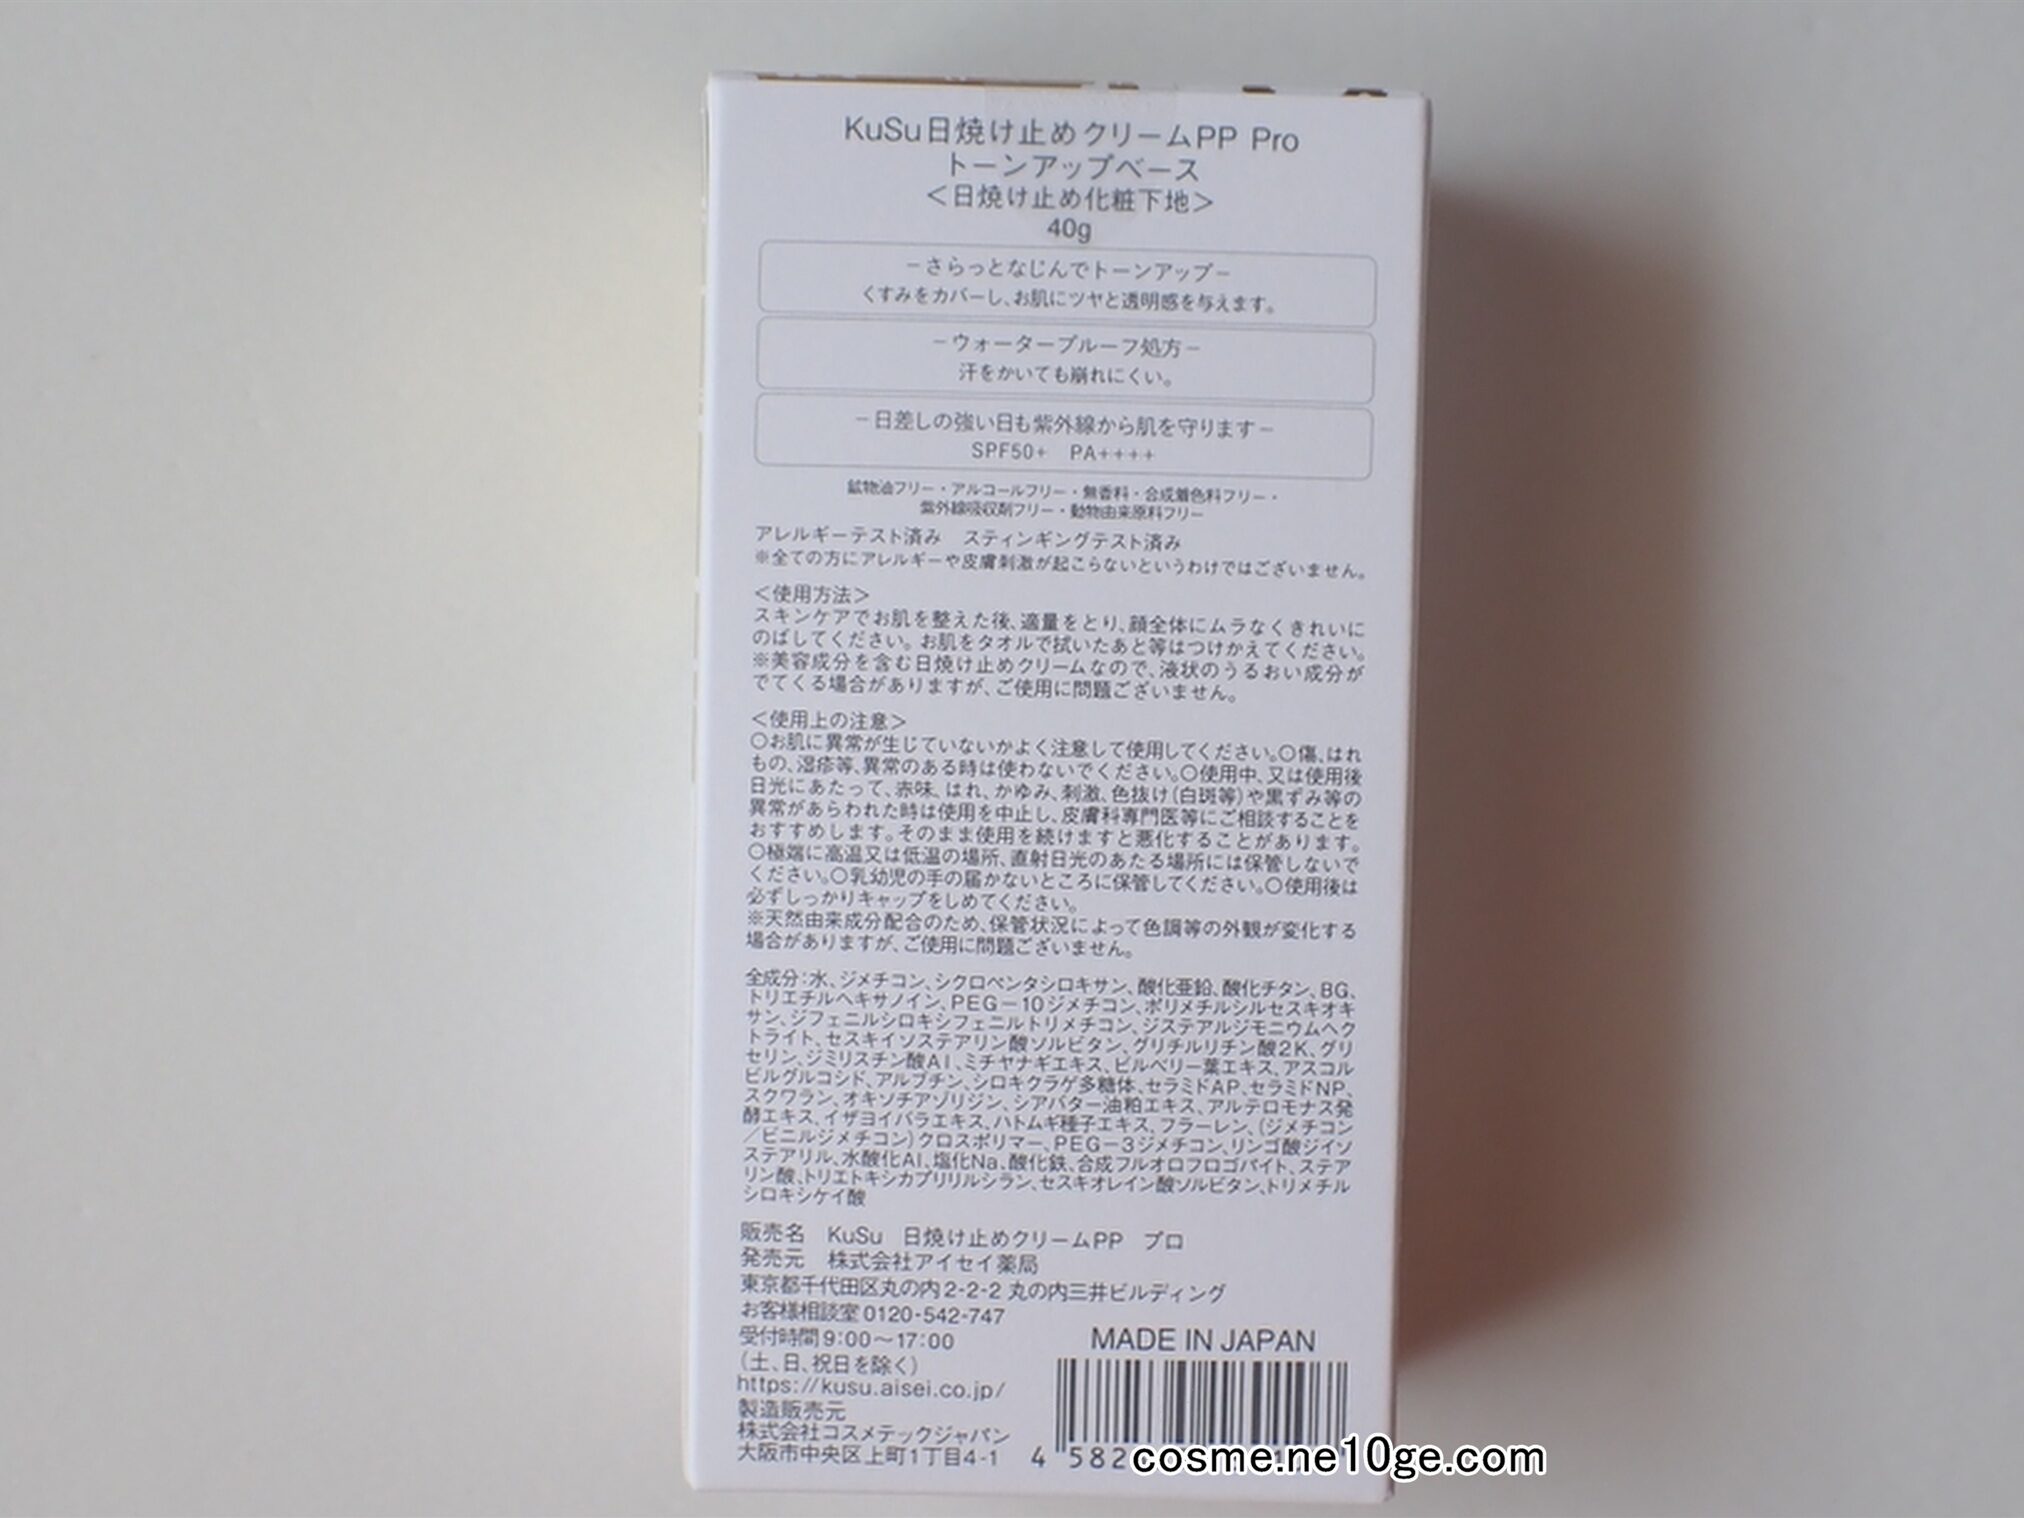 KuSu日焼け止めクリームPP Pro
トーンアップベース
＜日焼け止め化粧下地＞
40g
－さらっとなじんでトーンアップ－
くすみをカバーし、お肌にツヤと透明感を与えます。
－ウォータープルーフ処方－
汗をかいても崩れにくい。
－日差しの強い日も紫外線から肌を守ります－
SPF50+　PA++++
鉱物油フリー・アルコールフリー・無香料・合成着色料フリー・
紫外線吸収剤フリー・動物由来原料フリー
アレルギーテスト済み　スティンギングテスト済み
※全ての方にアレルギーや皮膚刺激が起こらないというわけではございません。
＜使用方法＞
スキンケアでお肌を整えた後、適量をとり、顔全体にムラなくきれいに
のばしてください。お肌をタオルで拭いたあと等はつけかえてください。
※美容成分を含む日焼け止めクリームなので、液状のうるおい成分が
でてくる場合がありますが、ご使用に問題ございません。
＜使用上の注意＞
〇お肌に異常が生じていないかよく注意して使用してください。〇傷、はれ
もの、湿疹等、異常のある時は使わないでください。〇使用中、又は使用後
日光にあたって、赤味、はれ、かゆみ、刺激、色抜け(白斑等)や黒ずみ等の
異常があらわれた時は使用を中止し、皮膚科専門医等にご相談することを
おすすめします。そのまま使用を続けますと悪化することがあります。
〇極端に高温又は低温の場所、直射日光のあたる場所には保管しないで
ください。〇乳幼児の手の届かないところに保管してください。〇使用後は
必ずしっかりキャップをしめてください。
※天然由来成分配合のため、保管状況によって色調等の外観が変化する
場合がありますが、ご使用に問題ございません。
全成分：水、ジメチコン、シクロペンタシロキサン、酸化亜鉛、酸化チタン、BG、
トリエチルヘキサノイン、PEG－10ジメチコン、ポリメチルシルセスキオキ
サン、ジフェニルシロキシフェニルトリメチコン、ジステアルジモニウムヘク
トライト、セスキイソステアリン酸ソルビタン、グリチルリチン酸2K、グリ
セリン、ジミリスチン酸Al、ミチヤナギエキス、ビルベリー葉エキス、アスコル
ビルグルコシド、アルブチン、シロキクラゲ多糖体、セラミドAP、セラミドNP、
スクワラン、オキソチアゾリジン、シアバター油粕エキス、アルテロモナス発
酵エキス、イザヨイバラエキス、ハトムギ種子エキス、フラーレン、(ジメチコン
／ビニルジメチコン)クロスポリマー、PEG－3ジメチコン、リンゴ酸ジイソ
ステアリル、水酸化Al、塩化Na、酸化鉄、合成フルオロフロゴパイト、ステア
リン酸、トリエトキシカプリリルシラン、セスキオレイン酸ソルビタン、トリメチル
シロキシケイ酸
販売名　KuSu　日焼け止めクリームPP　プロ
発売元　株式会社アイセイ薬局
東京都千代田区丸の内2-2-2 丸の内三井ビルディング
お客様相談室 0120-542-747
受付時間 9:00～17:00
(土、日、祝日を除く)
https://kusu.aisei.co.jp/
製造販売元
株式会社コスメテックジャパン
大阪市中央区上町1丁目4-1
MADE IN JAPAN
4 582
cosme.ne10ge.com